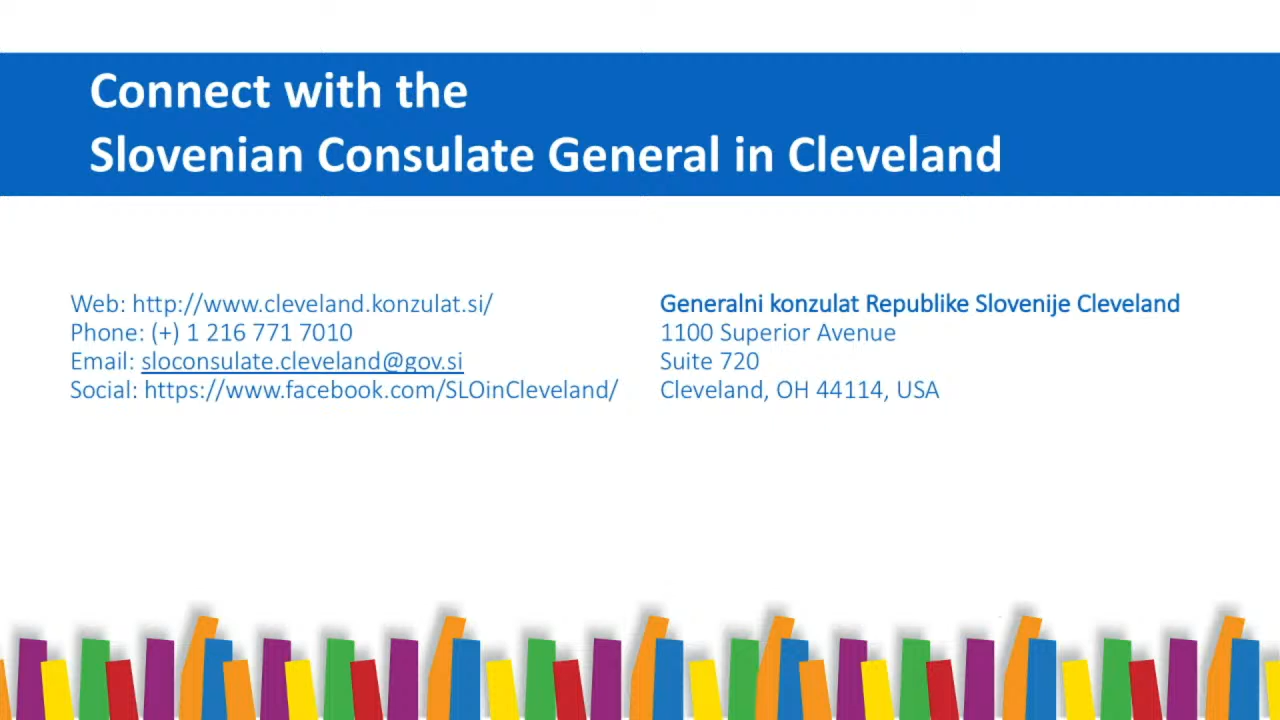 Connect with the
Slovenian Consulate General in Cleveland
Web: http://www.cleveland.konzulat.si/
Phone: (+) 1 216 771 7010
Email: sloconsulate.cleveland@gov.si
Social: https://www.facebook.com/SLOinCleveland/
Generalni konzulat Republike Slovenije Cleveland
1100 Superior Avenue
Suite 720
Cleveland, OH 44114, USA